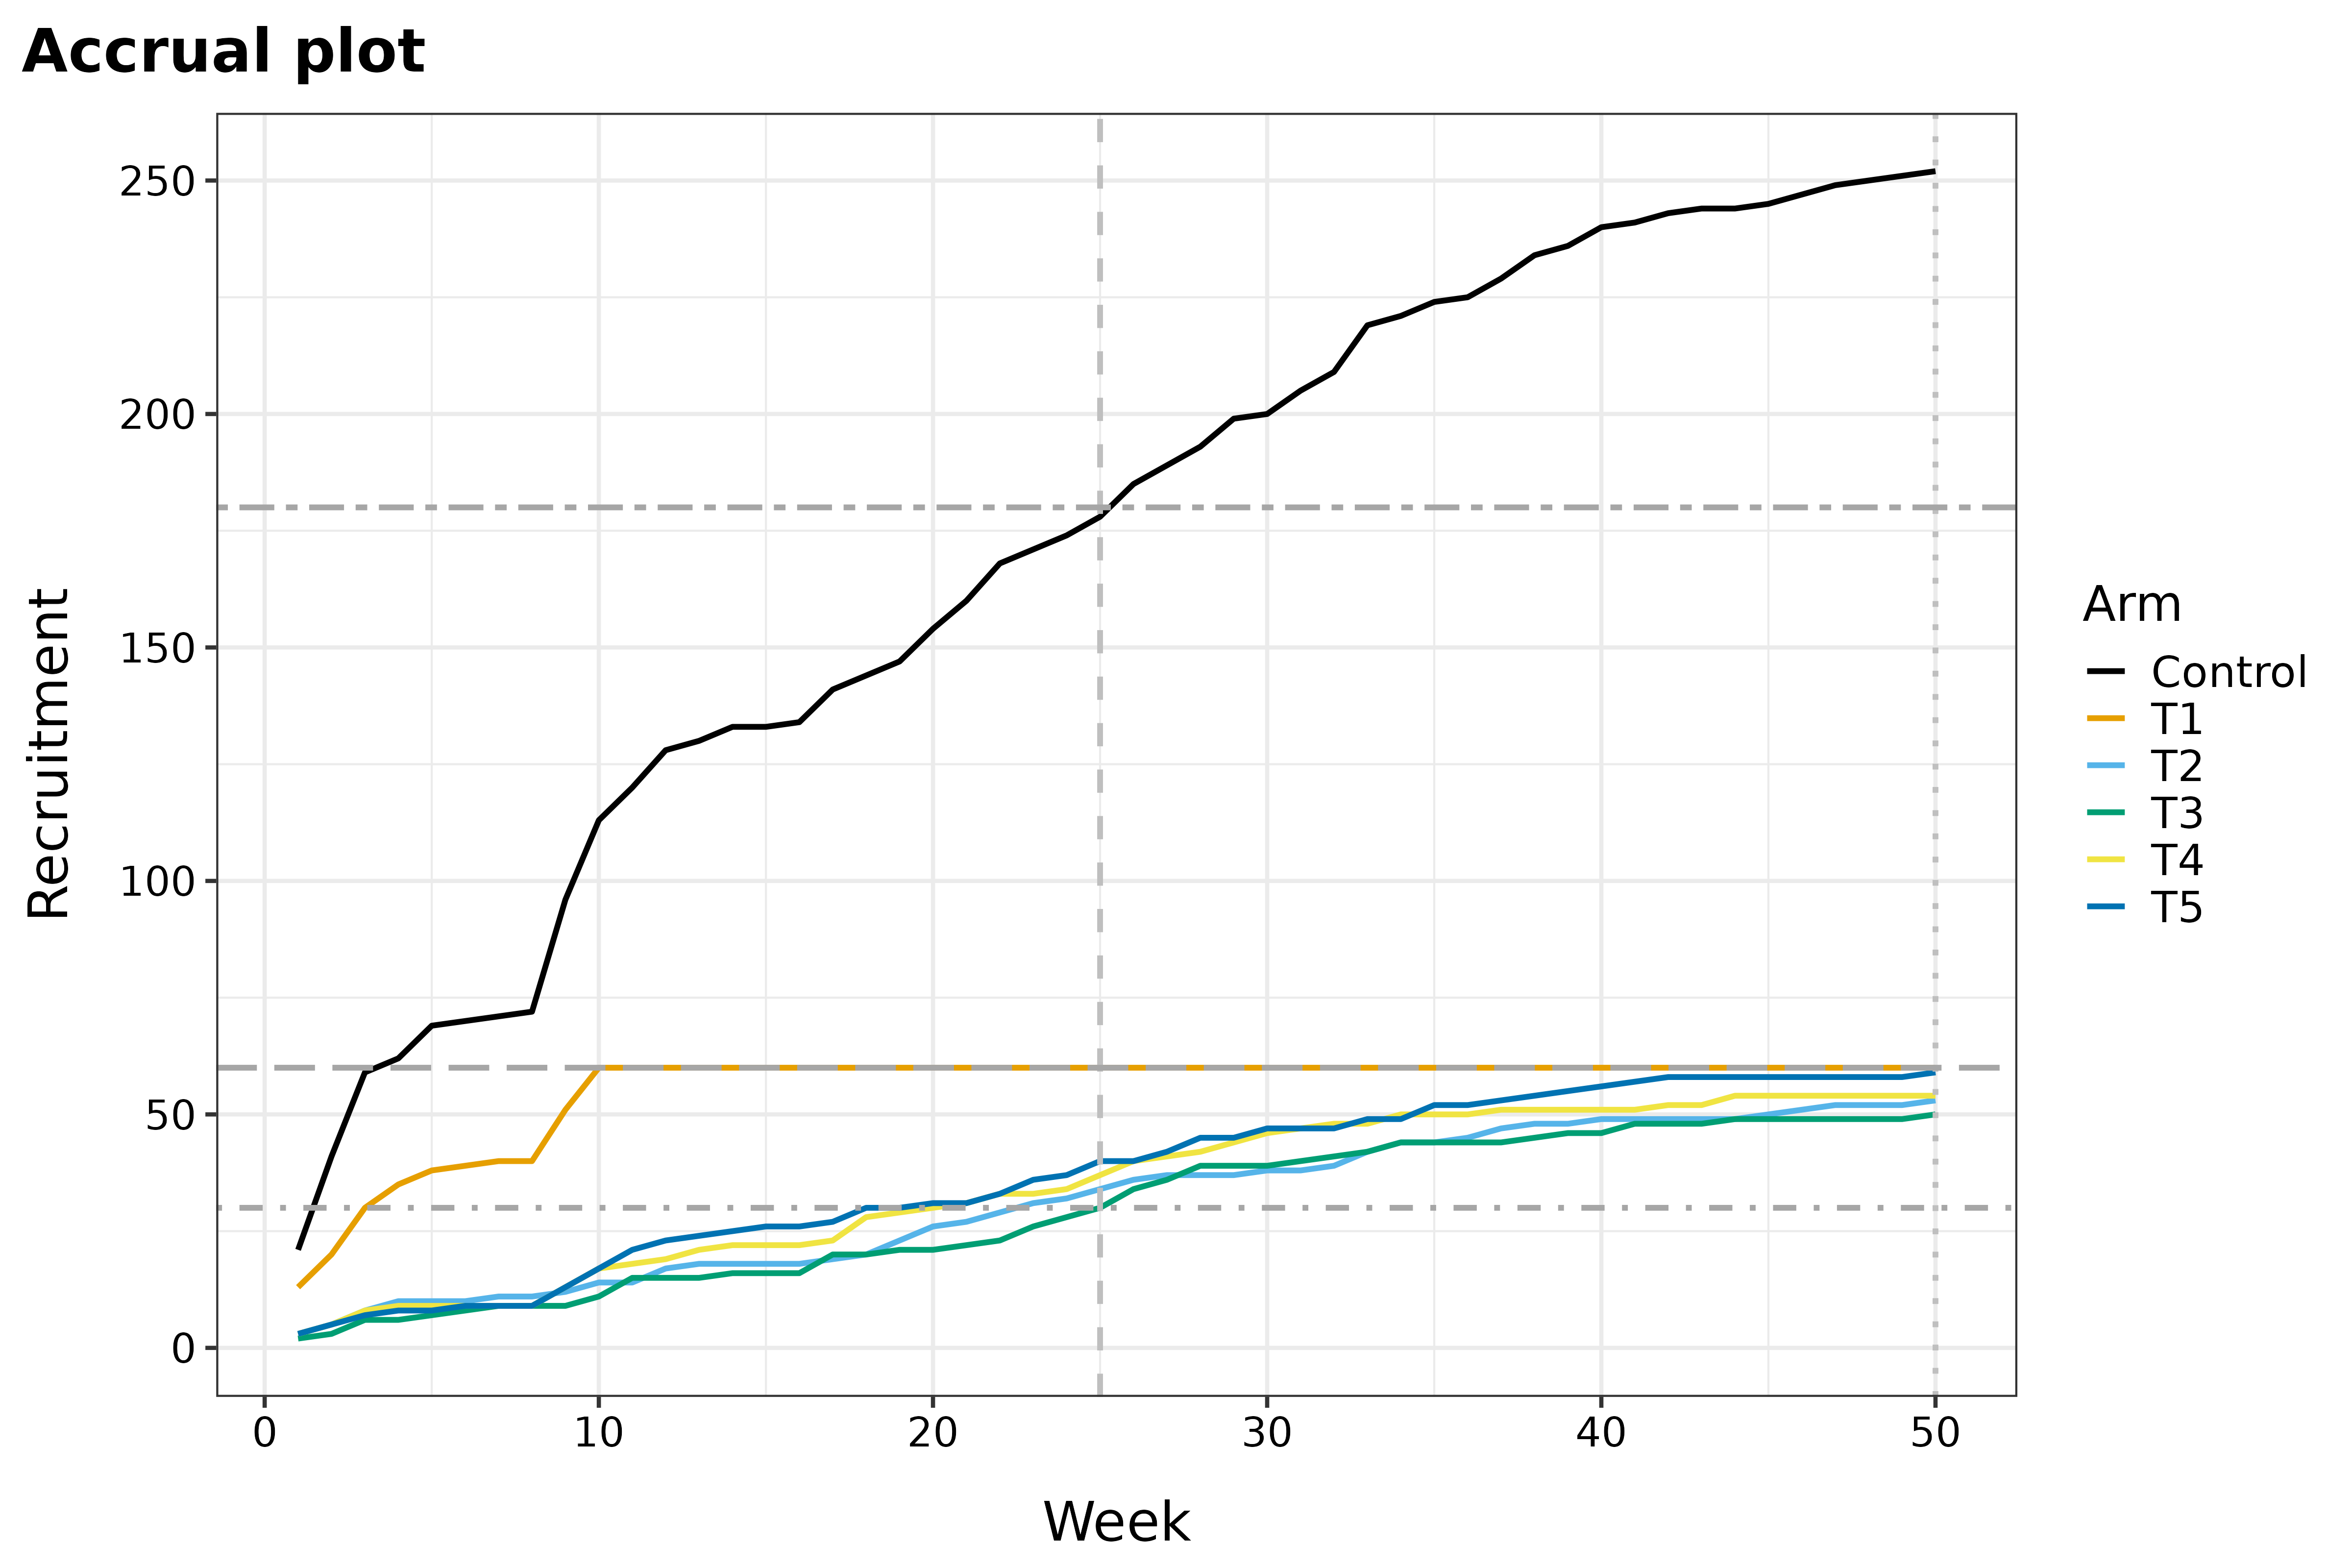 Accrual plot
Recruitment
250
200
150
100
50
0
0 10 20 30 40 50
Week
Arm
Control
T1
T2
T3
T4
T5